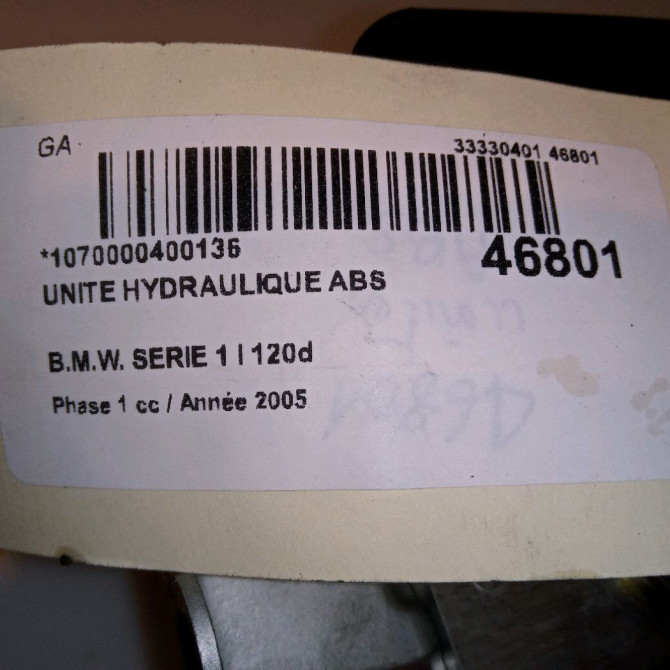 GA
33330401 46801
*1070000400136
46801
UNITE HYDRAULIQUE ABS
B.M.W. SERIE 1 I 120d
Phase 1 cc / Année 2005